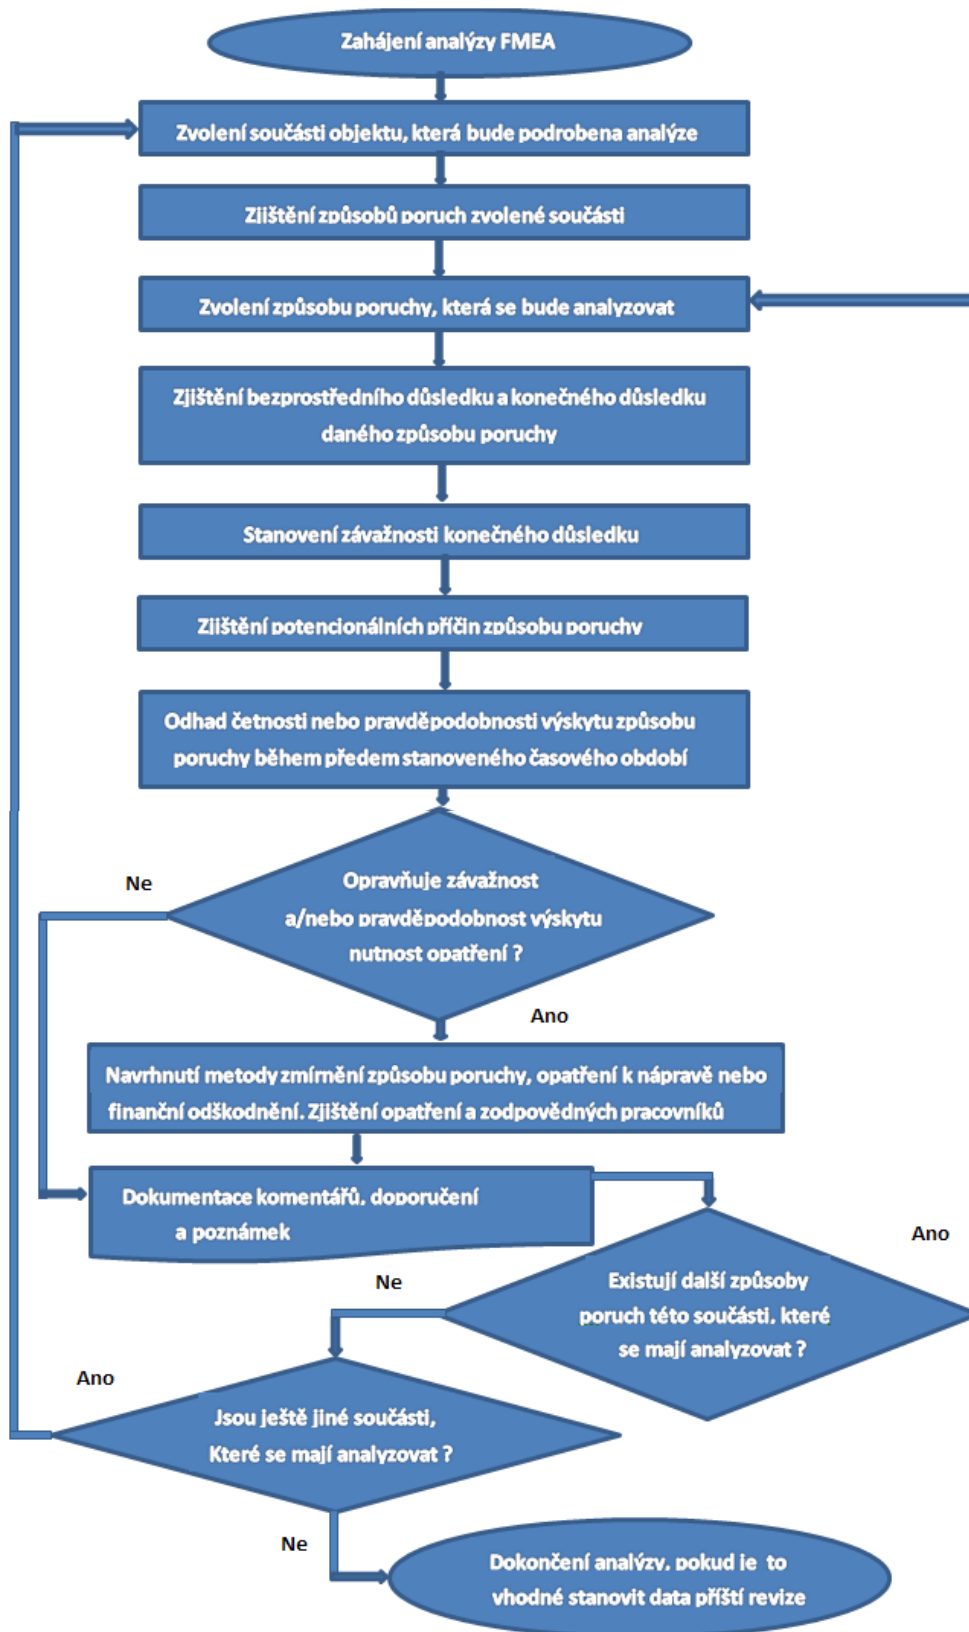 Zahájení analýzy FMEA
Zvolení součásti objektu, která bude podrobena analýze
Zjištění způsobů poruch zvolené součásti
Zvolení způsobu poruchy, která se bude analyzovat
Zjištění bezprostředního důsledku a konečného důsledku
daného způsobu poruchy
Stanovení závažnosti konečného důsledku
Zjištění potencionálních příčin způsobu poruchy
Odhad četnosti nebo pravděpodobnosti výskytu způsobu
poruchy během předem stanoveného časového období
Ne
Opravňuje závažnost
a/nebo pravděpodobnost výskytu
nutnost opatření ?
Ano
Navrhnutí metody zmírnění způsobu poruchy, opatření k nápravě nebo
finanční odškodnění. Zjištění opatření a zodpovědných pracovníků
Dokumentace komentářů, doporučení
a poznámek
Ano
Ne
Existují další způsoby
poruch této součásti, které
se mají analyzovat ?
Ano
Jsou ještě jiné součásti,
Které se mají analyzovat ?
Ne
Dokončení analýzy, pokud je to
vhodné stanovit data příští revize